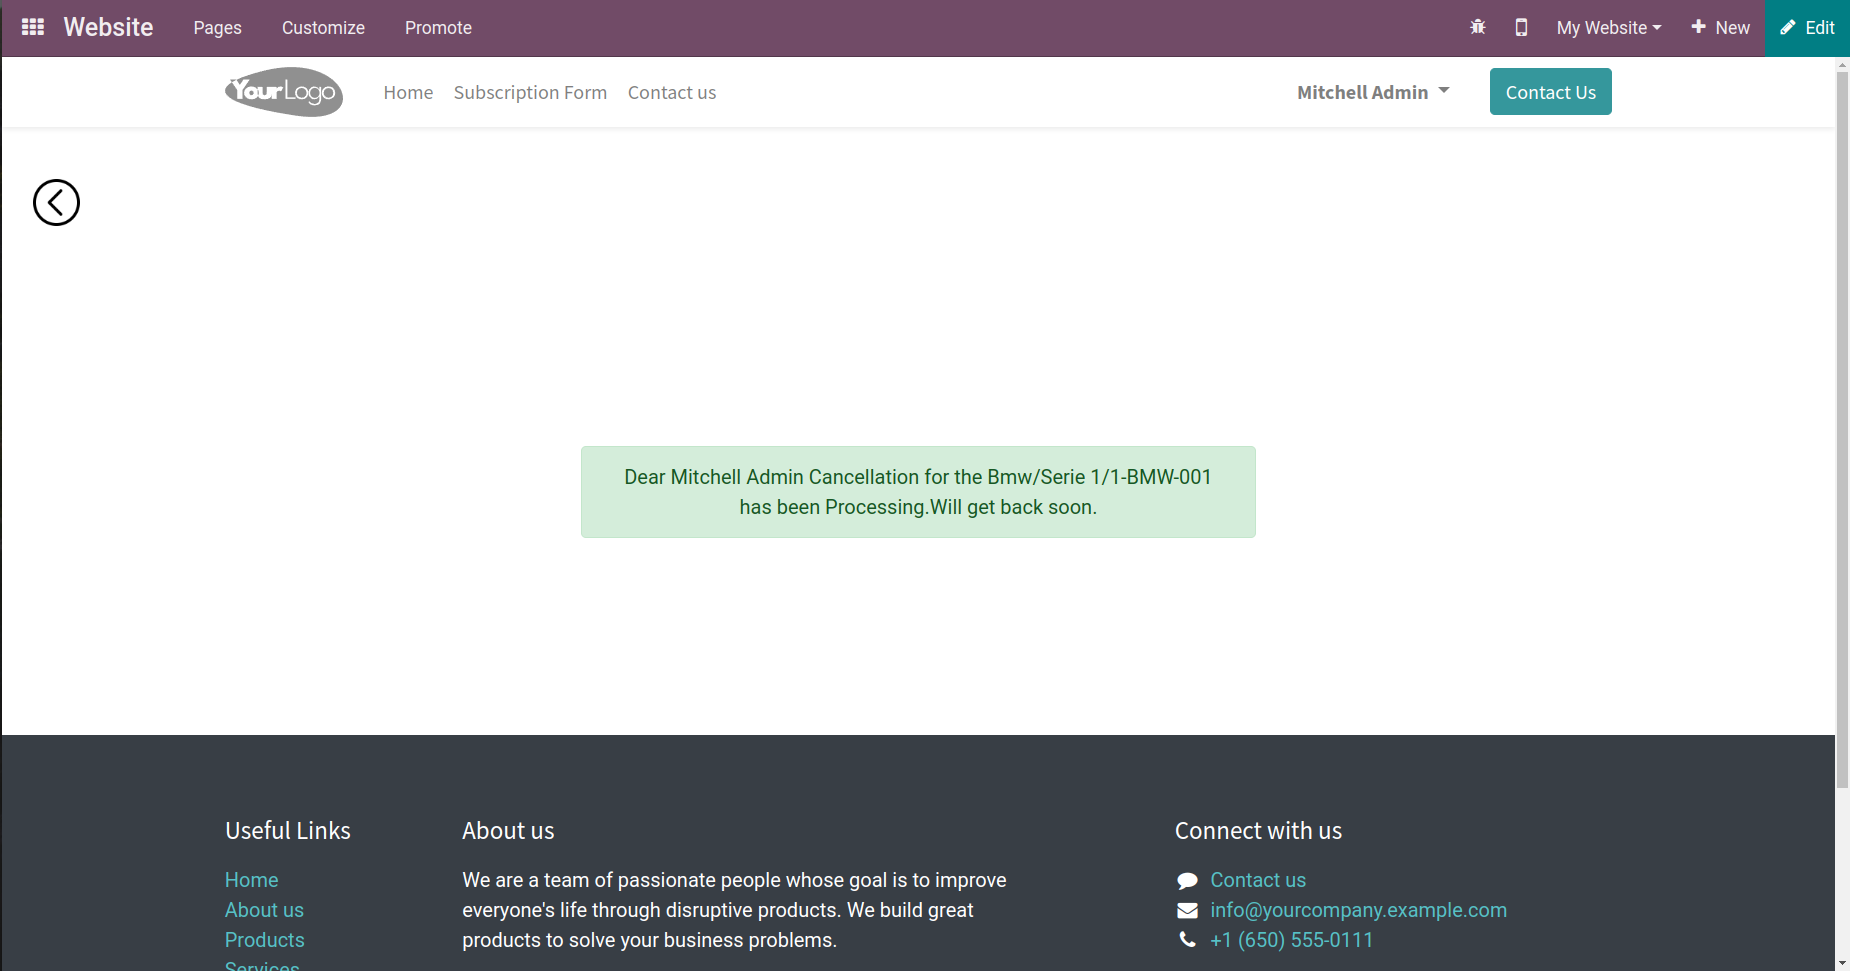 Website Pages Customize Promote My Website New Edit
YourLogo Home Subscription Form Contact us Mitchell Admin Contact Us
Dear Mitchell Admin Cancellation for the Bmw/Serie 1/1-BMW-001
has been Processing.Will get back soon.
Useful Links
Home
About us
Products
Services
About us
We are a team of passionate people whose goal is to improve
everyone's life through disruptive products. We build great
products to solve your business problems.
Connect with us
Contact us
info@yourcompany.example.com
+1 (650) 555-0111